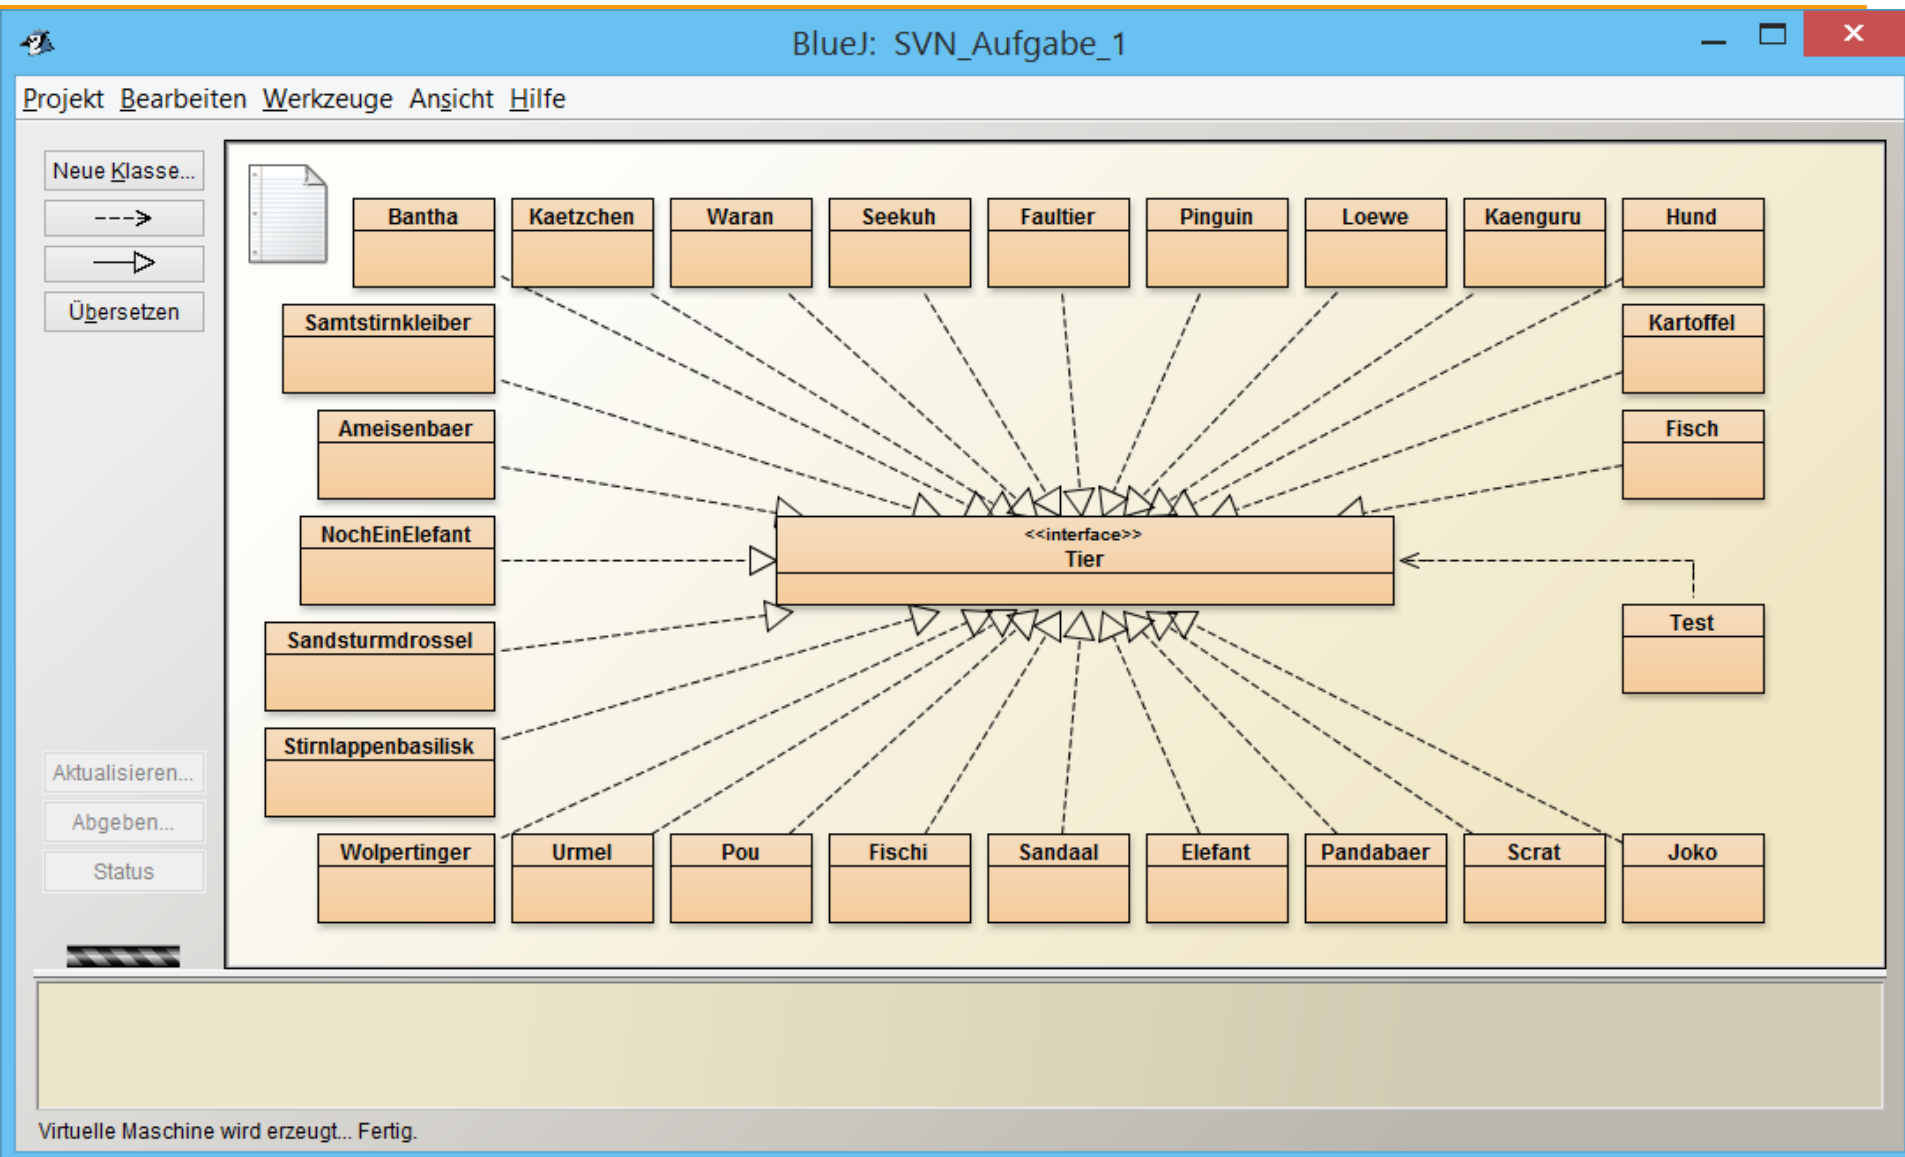 BlueJ: SVN_Aufgabe_1
Projekt Bearbeiten Werkzeuge Ansicht Hilfe
Neue Klasse...
Übersetzen
Aktualisieren...
Abgeben...
Status
Bantha
Kaetzchen
Waran
Seekuh
Faultier
Pinguin
Loewe
Kaenguru
Hund
Samtstirnkleiber
Kartoffel
Ameisenbaer
Fisch
NochEinElefant
<<interface>>
Tier
Sandsturmdrossel
Test
Stirnlappenbasilisk
Wolpertinger
Urmel
Pou
Fischi
Sandaal
Elefant
Pandabaer
Scrat
Joko
Virtuelle Maschine wird erzeugt... Fertig.